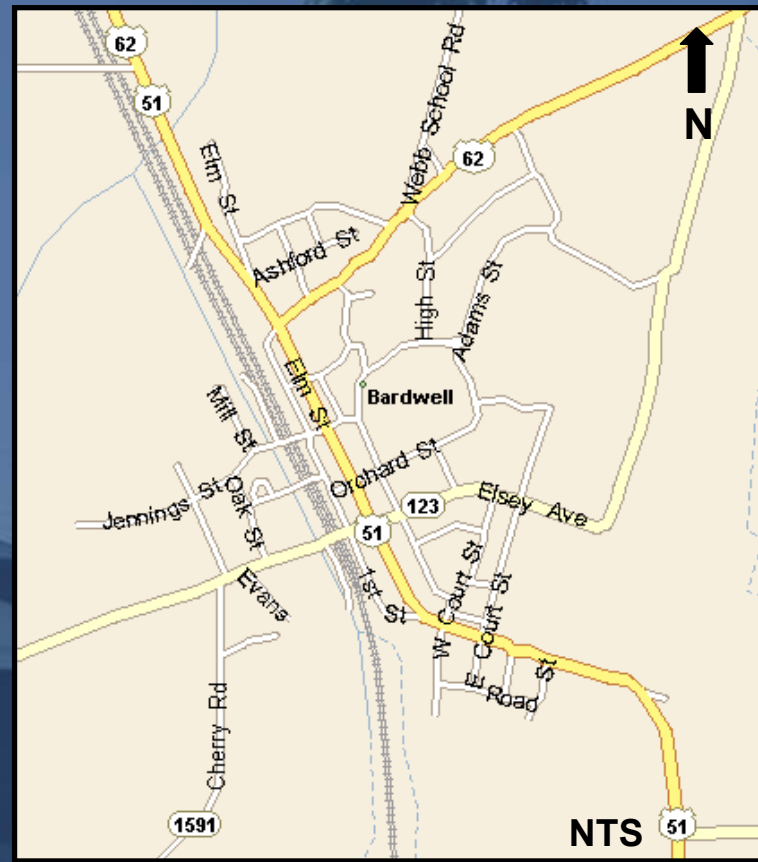 62
51
N
Webb School Rd
62
Elm St
Ashford St
High St
Adams St
Elm St
Bardwell
Mill St
Orchard St
Jennings St
Oak St
123
Elsey Ave
51
Evans
1st St
W Court St
E Court St
St
Road
Cherry Rd
1591
NTS
51